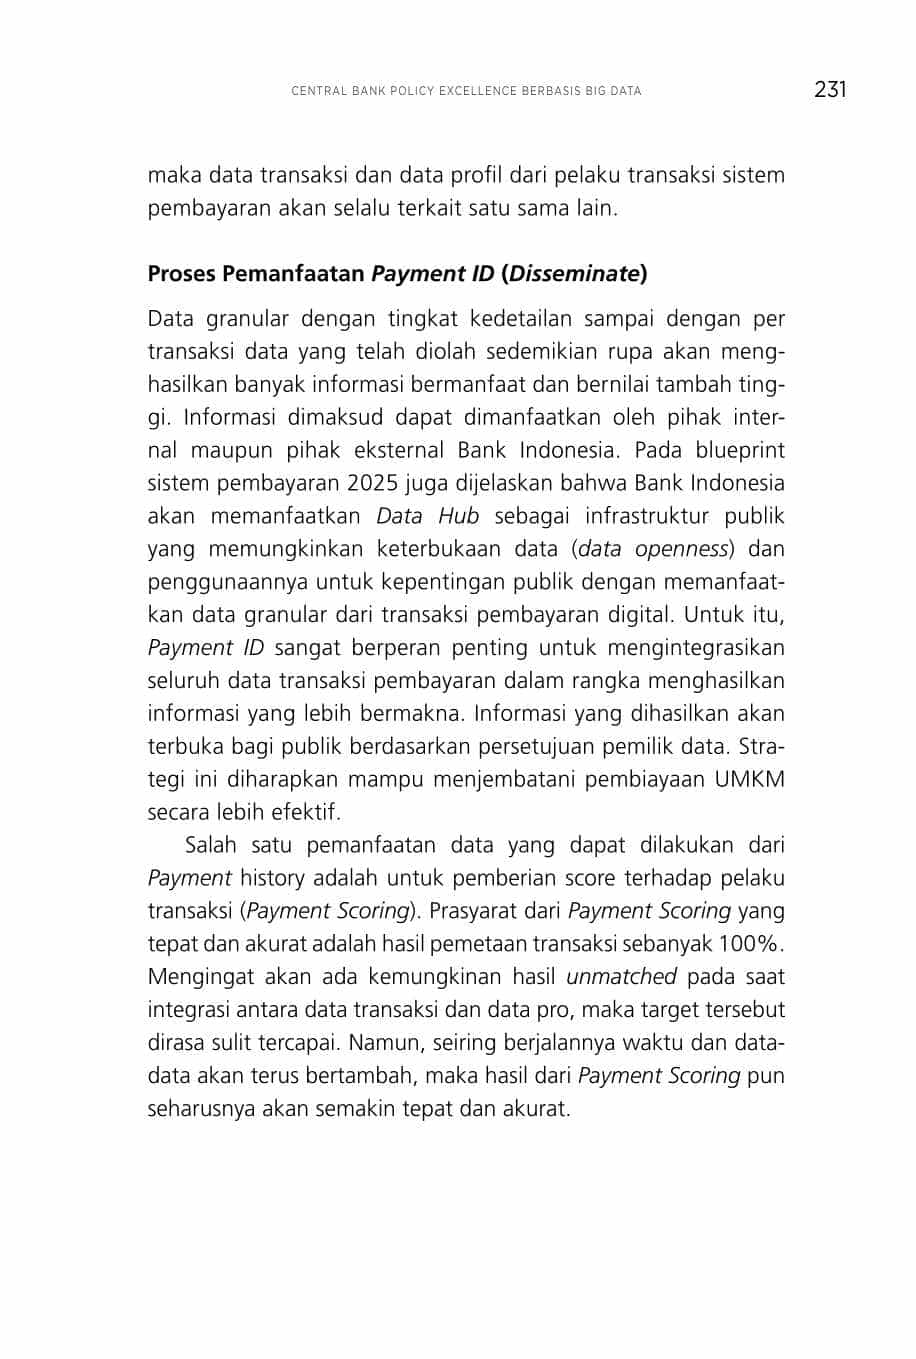 CENTRAL BANK POLICY EXCELLENCE BERBASIS BIG DATA 231
maka data transaksi dan data profil dari pelaku transaksi sistem
pembayaran akan selalu terkait satu sama lain.
Proses Pemanfaatan Payment ID (Disseminate)
Data granular dengan tingkat kedetailan sampai dengan per
transaksi data yang telah diolah sedemikian rupa akan meng-
hasilkan banyak informasi bermanfaat dan bernilai tambah ting-
gi. Informasi dimaksud dapat dimanfaatkan oleh pihak inter-
nal maupun pihak eksternal Bank Indonesia. Pada blueprint
sistem pembayaran 2025 juga dijelaskan bahwa Bank Indonesia
akan memanfaatkan Data Hub sebagai infrastruktur publik
yang memungkinkan keterbukaan data (data openness) dan
penggunaannya untuk kepentingan publik dengan memanfaat-
kan data granular dari transaksi pembayaran digital. Untuk itu,
Payment ID sangat berperan penting untuk mengintegrasikan
seluruh data transaksi pembayaran dalam rangka menghasilkan
informasi yang lebih bermakna. Informasi yang dihasilkan akan
terbuka bagi publik berdasarkan persetujuan pemilik data. Stra-
tegi ini diharapkan mampu menjembatani pembiayaan UMKM
secara lebih efektif.
Salah satu pemanfaatan data yang dapat dilakukan dari
Payment history adalah untuk pemberian score terhadap pelaku
transaksi (Payment Scoring). Prasyarat dari Payment Scoring yang
tepat dan akurat adalah hasil pemetaan transaksi sebanyak 100%.
Mengingat akan ada kemungkinan hasil unmatched pada saat
integrasi antara data transaksi dan data pro, maka target tersebut
dirasa sulit tercapai. Namun, seiring berjalannya waktu dan data-
data akan terus bertambah, maka hasil dari Payment Scoring pun
seharusnya akan semakin tepat dan akurat.